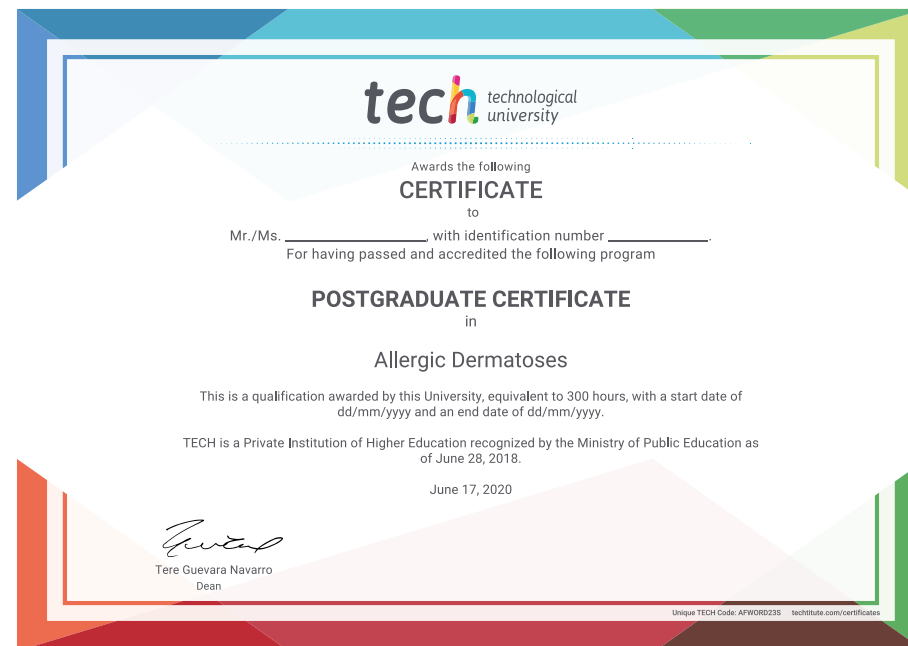 tech technological
university
Awards the following
CERTIFICATE
to
Mr./Ms. ____________________, with identification number ______________.
For having passed and accredited the following program
POSTGRADUATE CERTIFICATE
in
Allergic Dermatoses
This is a qualification awarded by this University, equivalent to 300 hours, with a start date of
dd/mm/yyyy and an end date of dd/mm/yyyy.
TECH is a Private Institution of Higher Education recognized by the Ministry of Public Education as
of June 28, 2018.
June 17, 2020
Tere Guevara Navarro
Dean
Unique TECH Code: AFWORD23S techtitute.com/certificates